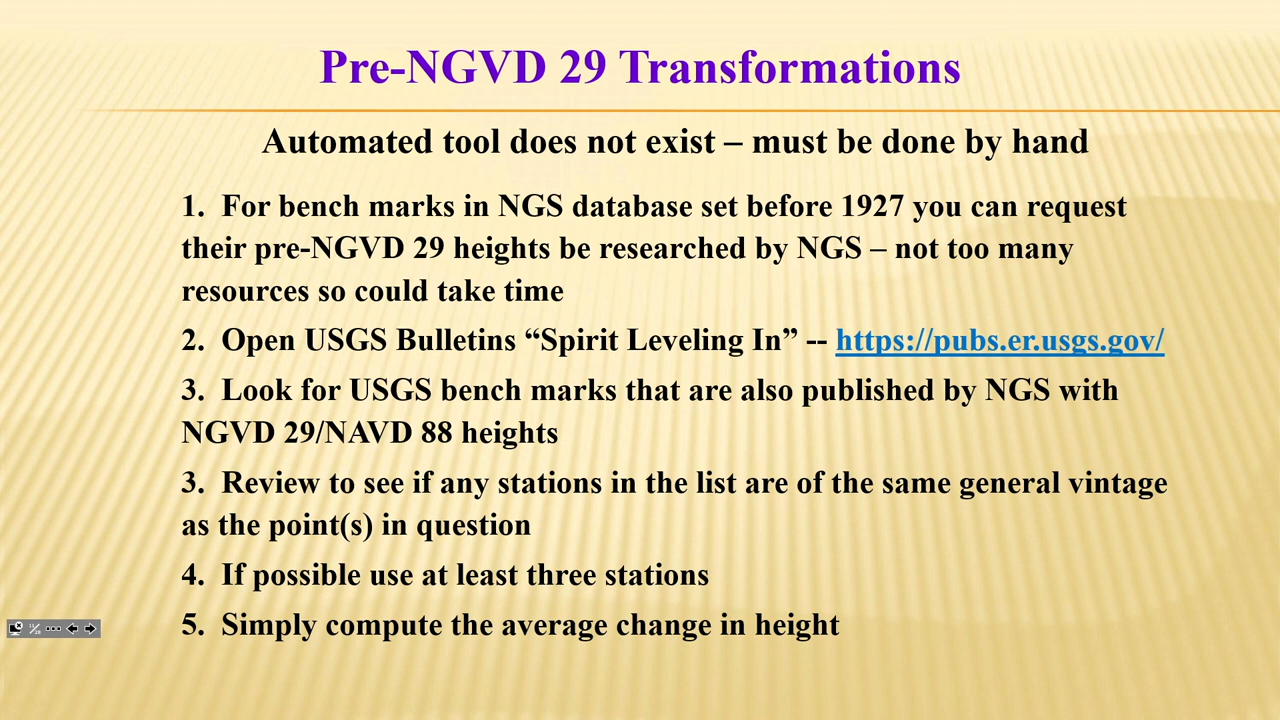 Pre-NGVD 29 Transformations
Automated tool does not exist – must be done by hand
1. For bench marks in NGS database set before 1927 you can request
their pre-NGVD 29 heights be researched by NGS – not too many
resources so could take time
2. Open USGS Bulletins “Spirit Leveling In” -- https://pubs.er.usgs.gov/
3. Look for USGS bench marks that are also published by NGS with
NGVD 29/NAVD 88 heights
3. Review to see if any stations in the list are of the same general vintage
as the point(s) in question
4. If possible use at least three stations
5. Simply compute the average change in height